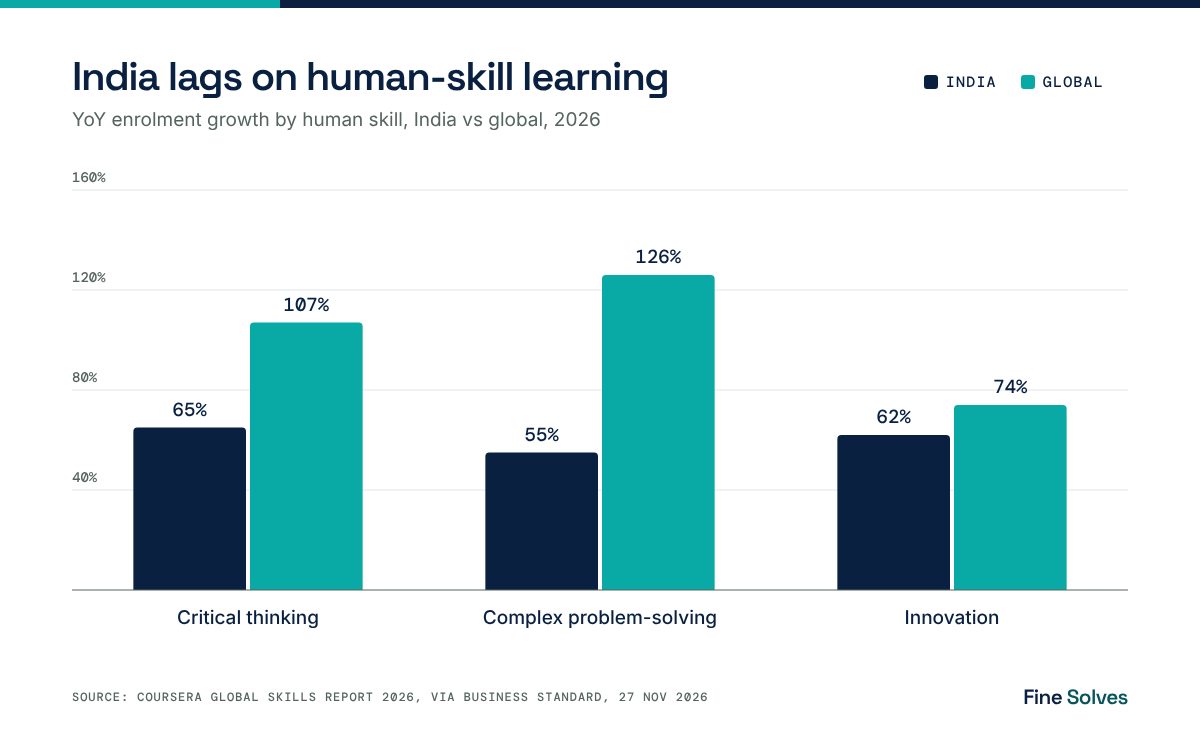 India lags on human-skill learning
YoY enrolment growth by human skill, India vs global, 2026
INDIA
GLOBAL
160%
120%
80%
40%
65%
107%
55%
126%
62%
74%
Critical thinking
Complex problem-solving
Innovation
SOURCE: COURSERA GLOBAL SKILLS REPORT 2026, VIA BUSINESS STANDARD, 27 NOV 2026
Fine Solves